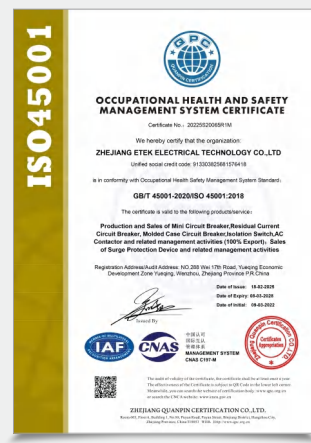 ISO45001
QPC
OCCUPATIONAL HEALTH AND SAFETY
MANAGEMENT SYSTEM CERTIFICATE
Certificate No.: 20225S20065R1M
We hereby certify that the organization:
ZHEJIANG ETEK ELECTRICAL TECHNOLOGY CO.,LTD
Unified social credit code: 913303825681576418
is in conformity with Occupational Health Safety Management System Standard:
GB/T 45001-2020/ISO 45001:2018
The certificate is valid to the following products/service:
Production and Sales of Mini Circuit Breaker,Residual Current
Circuit Breaker, Molded Case Circuit Breaker,Isolation Switch,AC
Contactor and related management activities (100% Export); Sales
of Surge Protection Device and related management activities
Registration Address/Audit Address: NO.288 Wei 17th Road, Yueqing Economic
Development Zone Yueqing, Wenzhou, Zhejiang Province P.R.China
Date of Issue: 18-02-2025
Date of Expiry: 08-03-2028
Date of Initial: 09-03-2022
Issued By
IAF
CNAS
中国认可
国际互认
管理体系
MANAGEMENT SYSTEM
CNAS C197-M
Certificates
Appropriation
ZHEJIANG QUANPIN CERTIFICATION CO.,LTD.